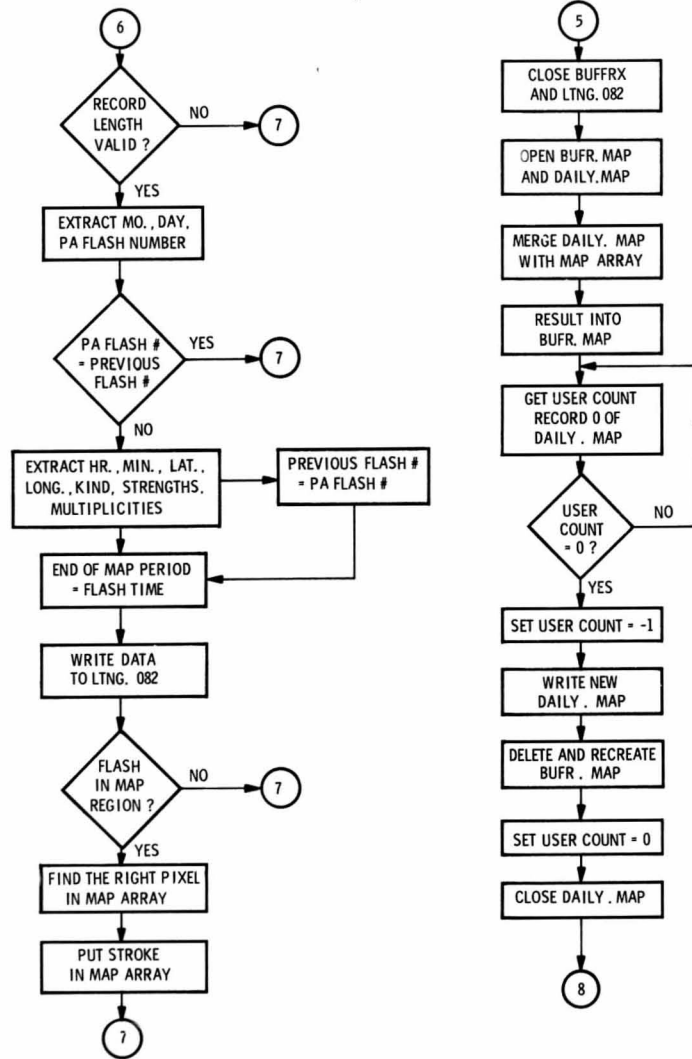 6
RECORD
LENGTH
VALID ?
NO
7
YES
EXTRACT MO., DAY,
PA FLASH NUMBER
PA FLASH #
= PREVIOUS
FLASH #
YES
7
NO
EXTRACT HR., MIN., LAT.,
LONG., KIND, STRENGTHS,
MULTIPLICITIES
PREVIOUS FLASH #
= PA FLASH #
END OF MAP PERIOD
= FLASH TIME
WRITE DATA
TO LTNG. 082
FLASH
IN MAP
REGION ?
NO
7
YES
FIND THE RIGHT PIXEL
IN MAP ARRAY
PUT STROKE
IN MAP ARRAY
7
5
CLOSE BUFFRX
AND LTNG. 082
OPEN BUFR. MAP
AND DAILY. MAP
MERGE DAILY. MAP
WITH MAP ARRAY
RESULT INTO
BUFR. MAP
GET USER COUNT
RECORD 0 OF
DAILY . MAP
USER
COUNT
= 0 ?
NO
YES
SET USER COUNT = -1
WRITE NEW
DAILY . MAP
DELETE AND RECREATE
BUFR . MAP
SET USER COUNT = 0
CLOSE DAILY . MAP
8